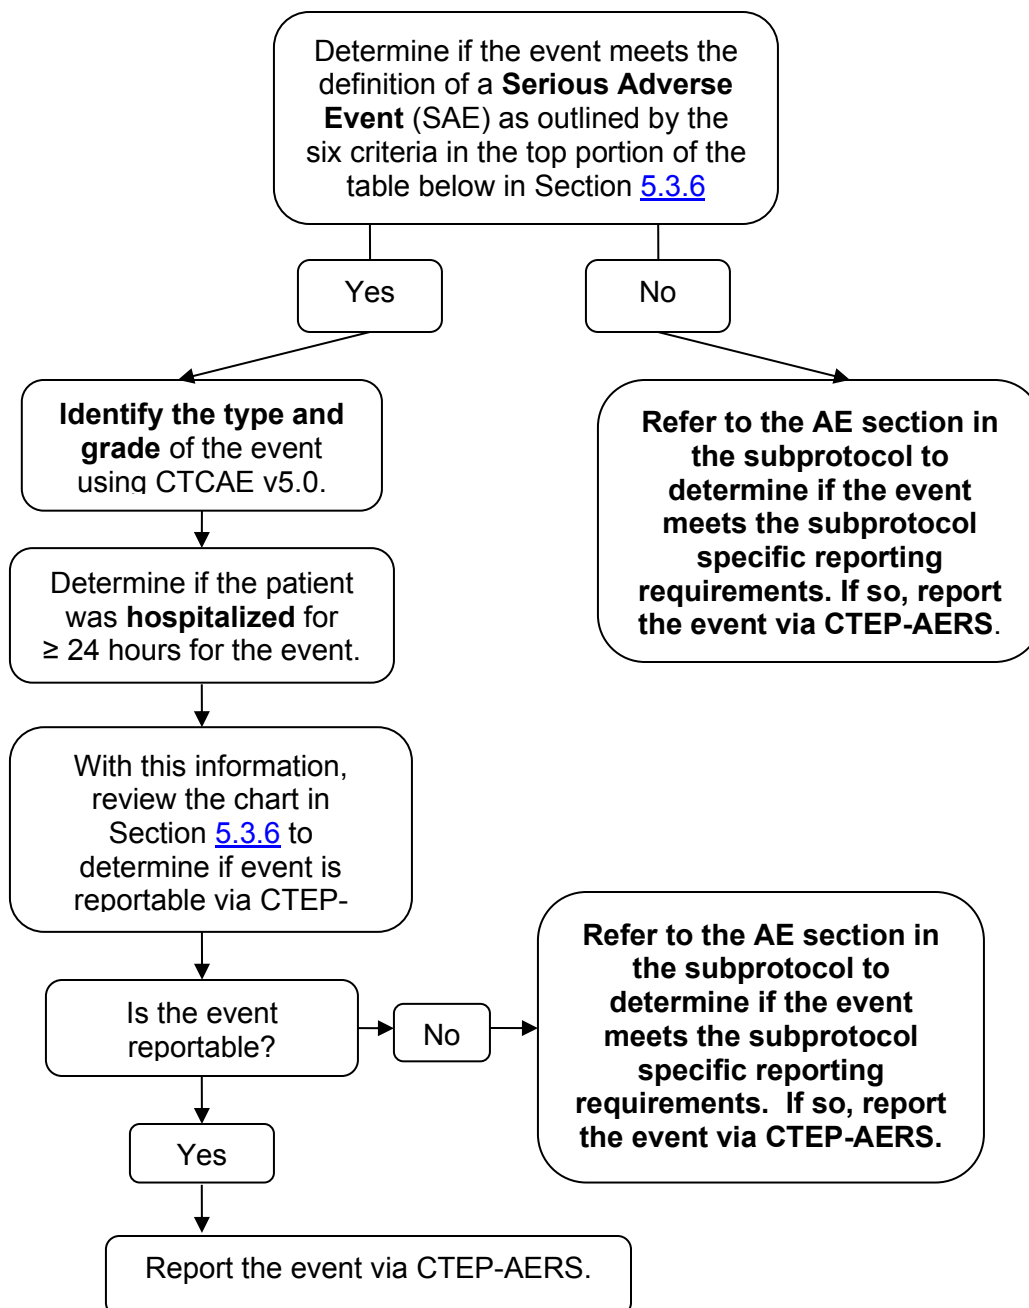 Determine if the event meets the
definition of a Serious Adverse
Event (SAE) as outlined by the
six criteria in the top portion of the
table below in Section 5.3.6
Yes
No
Identify the type and
grade of the event
using CTCAE v5.0.
Refer to the AE section in
the subprotocol to
determine if the event
meets the subprotocol
specific reporting
requirements. If so, report
the event via CTEP-AERS.
Determine if the patient
was hospitalized for
≥ 24 hours for the event.
With this information,
review the chart in
Section 5.3.6 to
determine if event is
reportable via CTEP-
Is the event
reportable?
No
Refer to the AE section in
the subprotocol to
determine if the event
meets the subprotocol
specific reporting
requirements.  If so, report
the event via CTEP-AERS.
Yes
Report the event via CTEP-AERS.